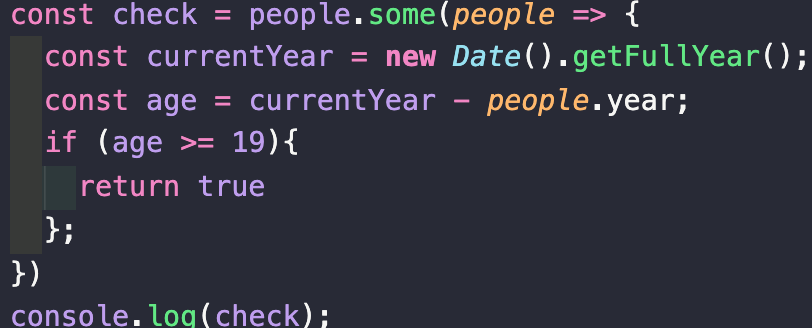 const check = people.some(people => {
const currentYear = new Date().getFullYear();
const age = currentYear - people.year;
if (age >= 19){
return true
};
})
console.log(check);